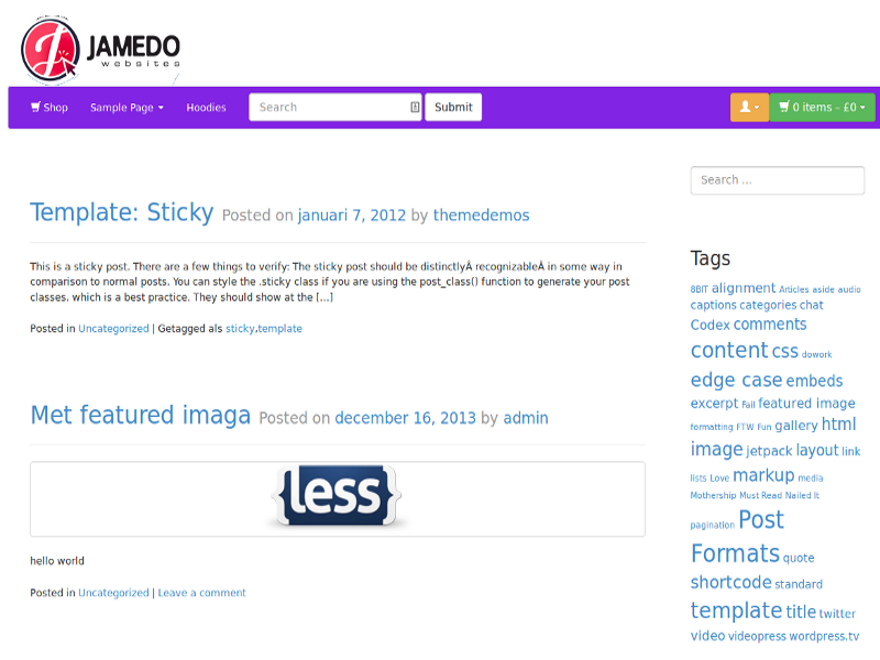 JAMEDO
websites
Shop Sample Page Hoodies Search Submit 0 items – £0
Search …
Template: Sticky Posted on januari 7, 2012 by themedemos
This is a sticky post. There are a few things to verify: The sticky post should be distinctlyÂ recognizableÂ in some way in
comparison to normal posts. You can style the .sticky class if you are using the post_class() function to generate your post
classes, which is a best practice. They should show at the [...]
Posted in Uncategorized | Getagged als sticky,template
Met featured imaga Posted on december 16, 2013 by admin
{less}
hello world
Posted in Uncategorized | Leave a comment
Tags
8BIT alignment Articles aside audio
captions categories chat
Codex comments
content css dowork
edge case embeds
excerpt Fail featured image
formatting FTW Fun gallery html
image jetpack layout link
lists Love markup media
Mothership Must Read Nailed It
pagination Post
Formats quote
shortcode standard
template title twitter
video videopress wordpress.tv